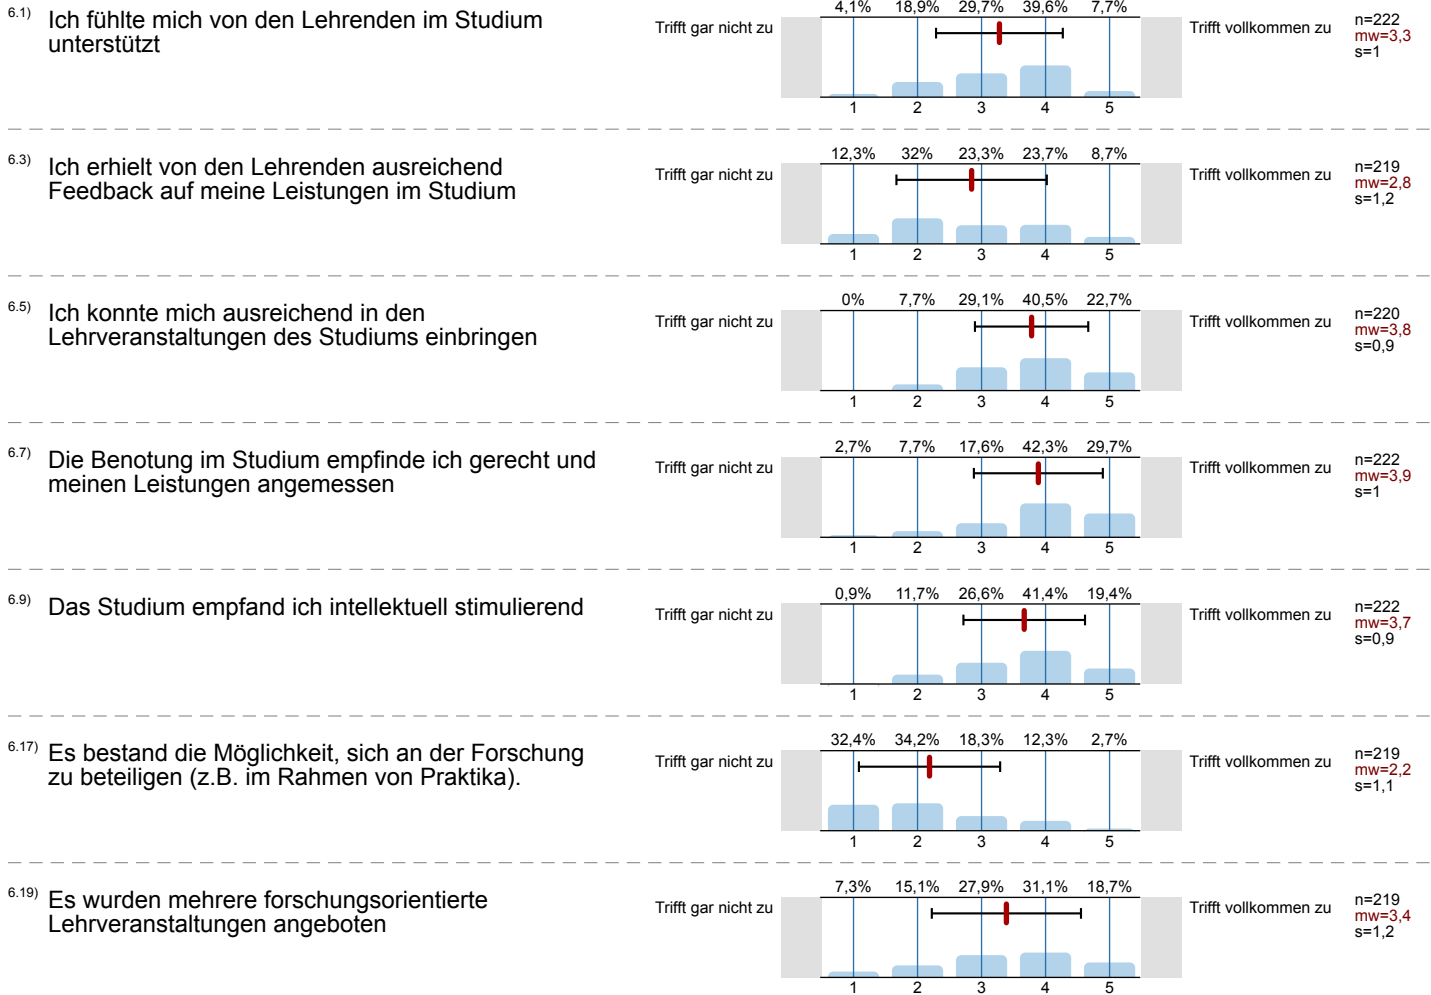 6.1) Ich fühlte mich von den Lehrenden im Studium
unterstützt
Trifft gar nicht zu
4,1% 18,9% 29,7% 39,6% 7,7%
1 2 3 4 5
Trifft vollkommen zu
n=222
mw=3,3
s=1
6.3) Ich erhielt von den Lehrenden ausreichend
Feedback auf meine Leistungen im Studium
Trifft gar nicht zu
12,3% 32% 23,3% 23,7% 8,7%
1 2 3 4 5
Trifft vollkommen zu
n=219
mw=2,8
s=1,2
6.5) Ich konnte mich ausreichend in den
Lehrveranstaltungen des Studiums einbringen
Trifft gar nicht zu
0% 7,7% 29,1% 40,5% 22,7%
1 2 3 4 5
Trifft vollkommen zu
n=220
mw=3,8
s=0,9
6.7) Die Benotung im Studium empfinde ich gerecht und
meinen Leistungen angemessen
Trifft gar nicht zu
2,7% 7,7% 17,6% 42,3% 29,7%
1 2 3 4 5
Trifft vollkommen zu
n=222
mw=3,9
s=1
6.9) Das Studium empfand ich intellektuell stimulierend
Trifft gar nicht zu
0,9% 11,7% 26,6% 41,4% 19,4%
1 2 3 4 5
Trifft vollkommen zu
n=222
mw=3,7
s=0,9
6.17) Es bestand die Möglichkeit, sich an der Forschung
zu beteiligen (z.B. im Rahmen von Praktika).
Trifft gar nicht zu
32,4% 34,2% 18,3% 12,3% 2,7%
1 2 3 4 5
Trifft vollkommen zu
n=219
mw=2,2
s=1,1
6.19) Es wurden mehrere forschungsorientierte
Lehrveranstaltungen angeboten
Trifft gar nicht zu
7,3% 15,1% 27,9% 31,1% 18,7%
1 2 3 4 5
Trifft vollkommen zu
n=219
mw=3,4
s=1,2